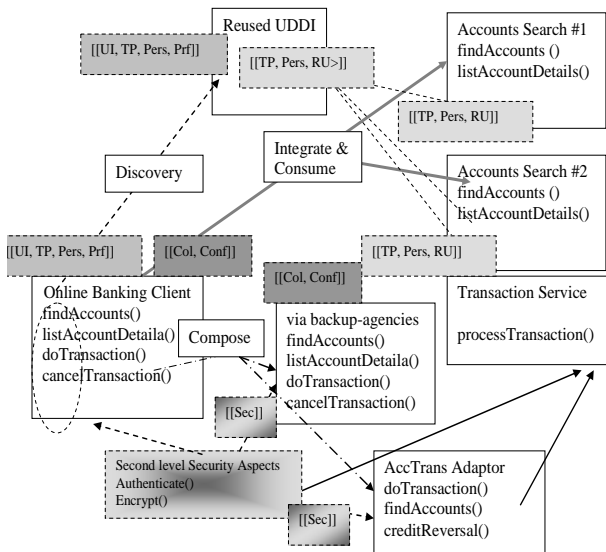 Reused UDDI
[[UI, TP, Pers, Prf]]
[[TP, Pers, RU>]]
Accounts Search #1
findAccounts ()
listAccountDetails()
[[TP, Pers, RU]]
Integrate &
Consume
Discovery
Accounts Search #2
findAccounts ()
listAccountDetails()
[[UI, TP, Pers, Prf]]
[[Col, Conf]]
[[TP, Pers, RU]]
[[Col, Conf]]
Online Banking Client
findAccounts()
listAccountDetaila()
doTransaction()
cancelTransaction()
Compose
via backup-agencies
findAccounts()
listAccountDetaila()
doTransaction()
cancelTransaction()
Transaction Service
processTransaction()
[[Sec]]
Second level Security Aspects
Authenticate()
Encrypt()
[[Sec]]
AccTrans Adaptor
doTransaction()
findAccounts()
creditReversal()